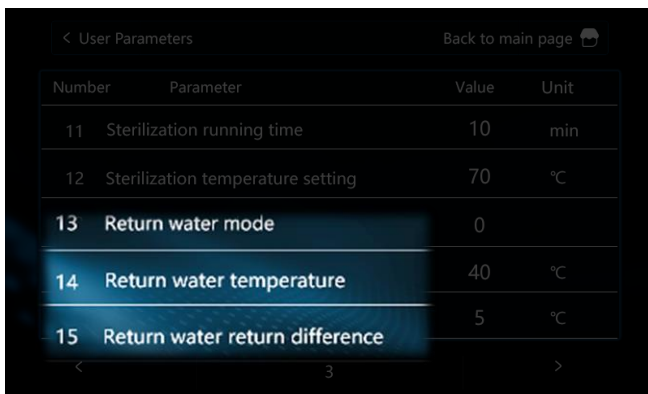 < User Parameters Back to main page
Number Parameter Value Unit
11 Sterilization running time 10 min
12 Sterilization temperature setting 70 ℃
13 Return water mode 0
14 Return water temperature 40 ℃
15 Return water return difference 5 ℃
< 3 >